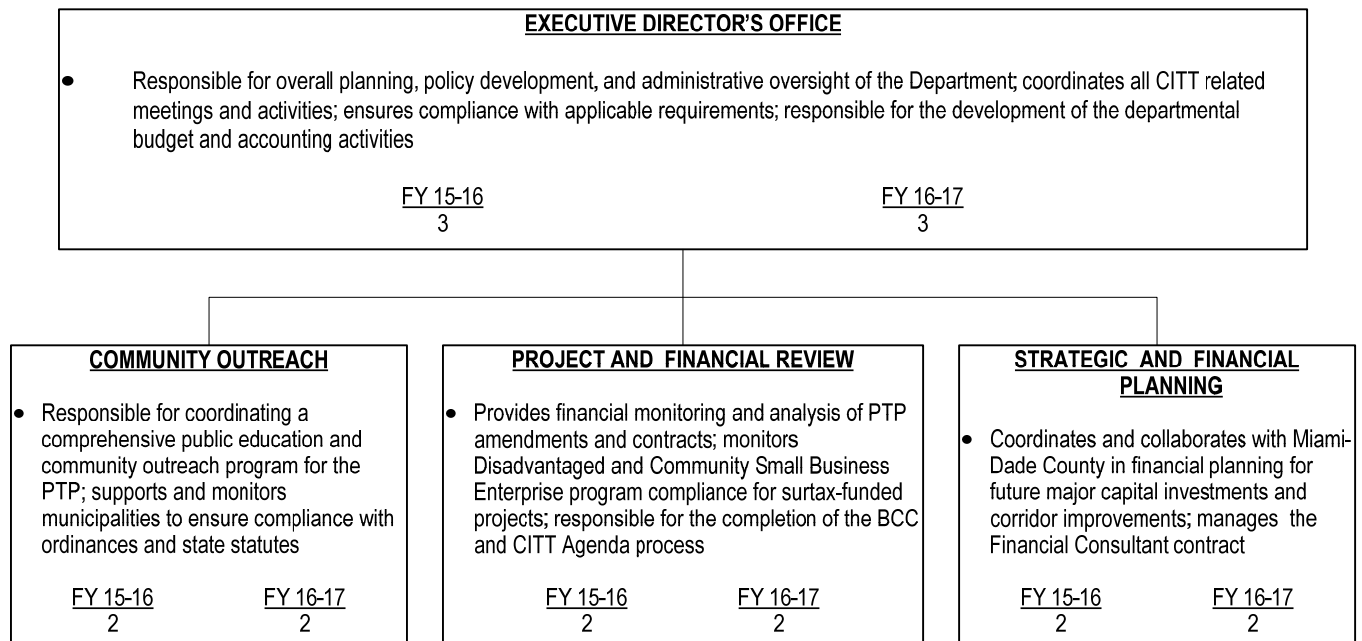 EXECUTIVE DIRECTOR'S OFFICE
• Responsible for overall planning, policy development, and administrative oversight of the Department; coordinates all CITT related
meetings and activities; ensures compliance with applicable requirements; responsible for the development of the departmental
budget and accounting activities
FY 15-16 FY 16-17
3 3
COMMUNITY OUTREACH
• Responsible for coordinating a
comprehensive public education and
community outreach program for the
PTP; supports and monitors
municipalities to ensure compliance with
ordinances and state statutes
FY 15-16 FY 16-17
2 2
PROJECT AND FINANCIAL REVIEW
• Provides financial monitoring and analysis of PTP
amendments and contracts; monitors
Disadvantaged and Community Small Business
Enterprise program compliance for surtax-funded
projects; responsible for the completion of the BCC
and CITT Agenda process
FY 15-16 FY 16-17
2 2
STRATEGIC AND FINANCIAL
PLANNING
• Coordinates and collaborates with Miami-
Dade County in financial planning for
future major capital investments and
corridor improvements; manages the
Financial Consultant contract
FY 15-16 FY 16-17
2 2